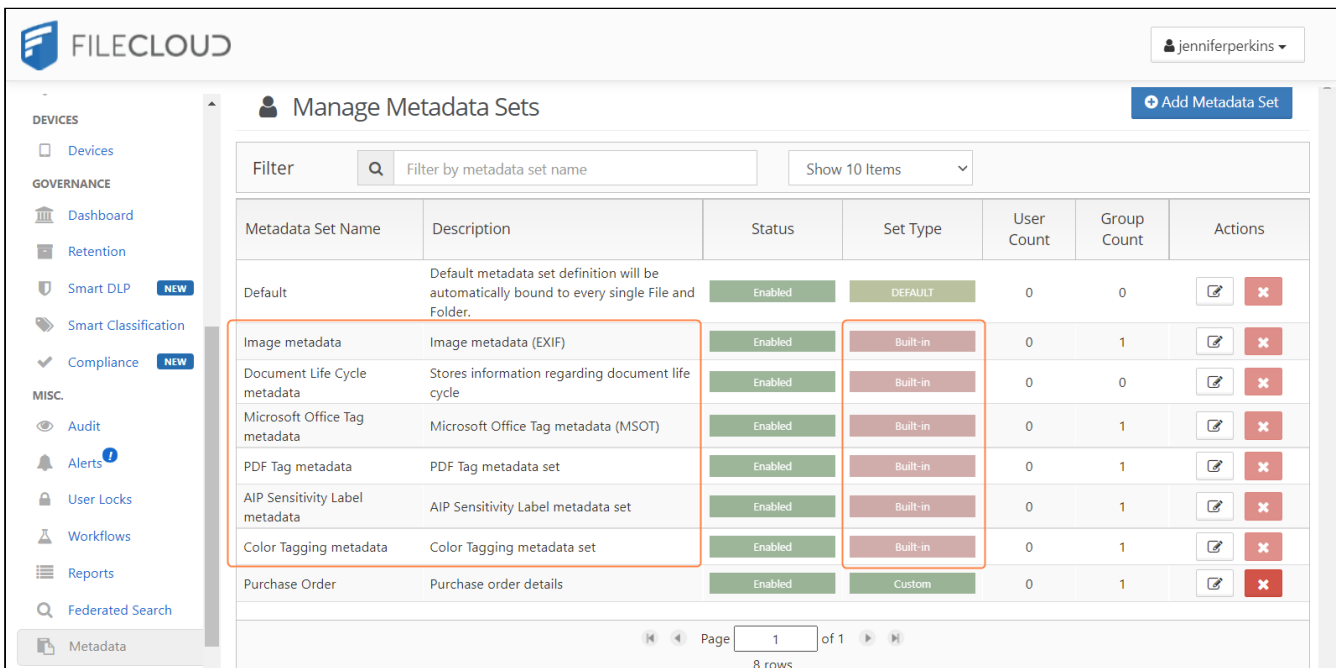 FILECLOUD
jenniferperkins
DEVICES
Devices
GOVERNANCE
Dashboard
Retention
Smart DLP NEW
Smart Classification
Compliance NEW
MISC.
Audit
Alerts
User Locks
Workflows
Reports
Federated Search
Metadata
Manage Metadata Sets
Add Metadata Set
Filter
Filter by metadata set name
Show 10 Items
Metadata Set Name Description Status Set Type User Count Group Count Actions
Default Default metadata set definition will be automatically bound to every single File and Folder. Enabled DEFAULT 0 0
Image metadata Image metadata (EXIF) Enabled Built-in 0 1
Document Life Cycle metadata Stores information regarding document life cycle Enabled Built-in 0 0
Microsoft Office Tag metadata Microsoft Office Tag metadata (MSOT) Enabled Built-in 0 1
PDF Tag metadata PDF Tag metadata set Enabled Built-in 0 1
AIP Sensitivity Label metadata AIP Sensitivity Label metadata set Enabled Built-in 0 1
Color Tagging metadata Color Tagging metadata set Enabled Built-in 0 1
Purchase Order Purchase order details Enabled Custom 0 1
Page 1 of 1
8 rows